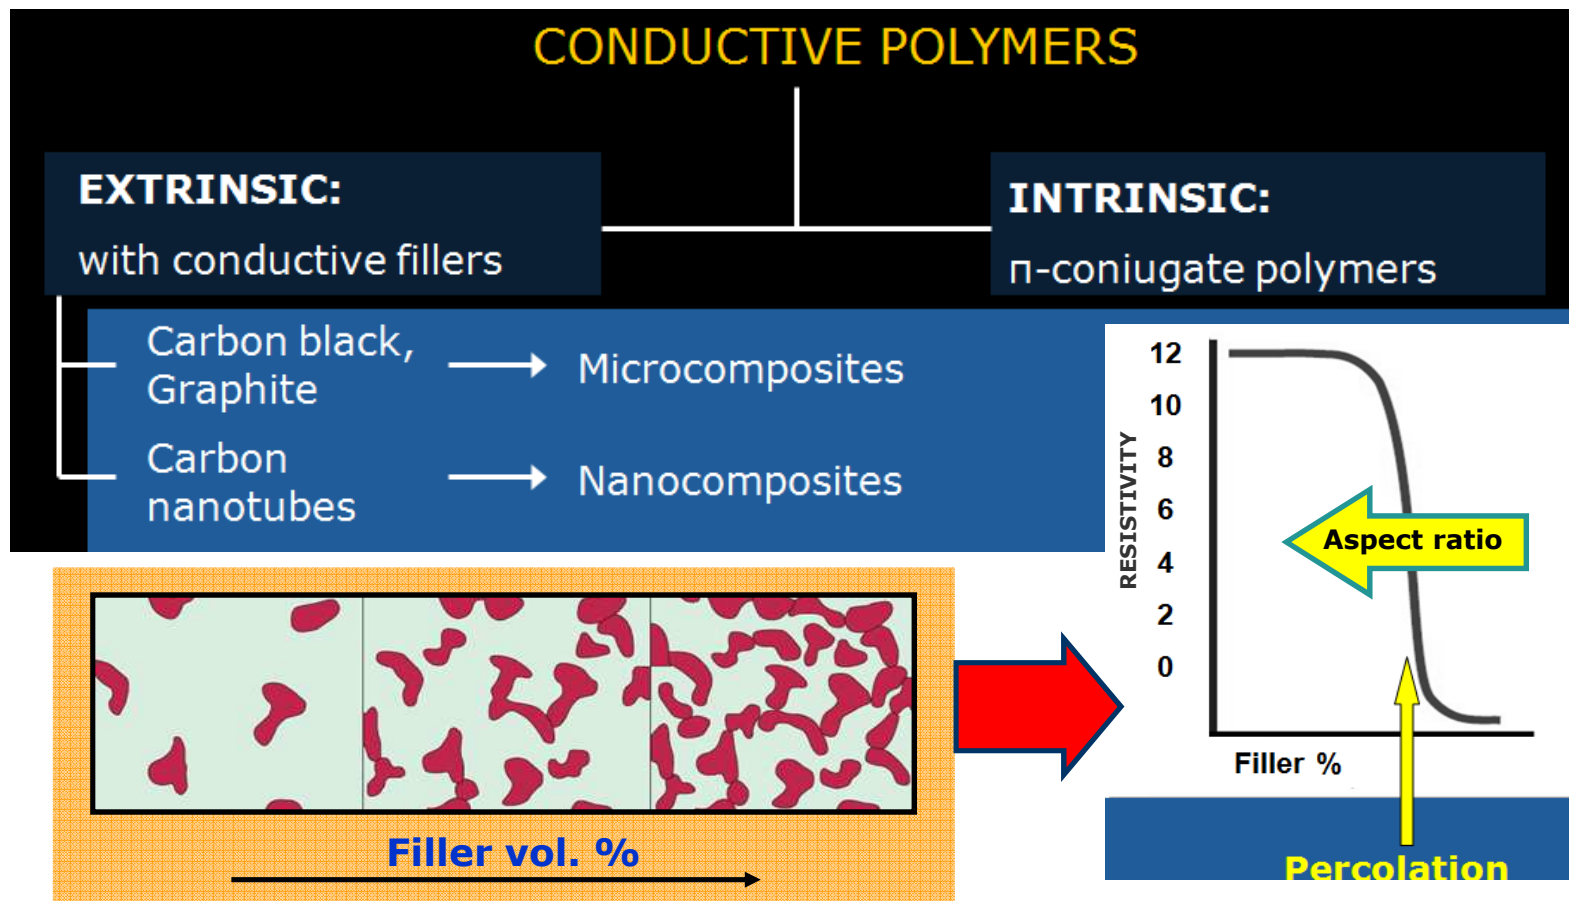 CONDUCTIVE POLYMERS
EXTRINSIC:
with conductive fillers
INTRINSIC:
π-coniugate polymers
Carbon black,
Graphite
Microcomposites
Carbon
nanotubes
Nanocomposites
12
10
8
6
4
2
0
RESISTIVITY
Aspect ratio
Filler %
Percolation
Filler vol. %